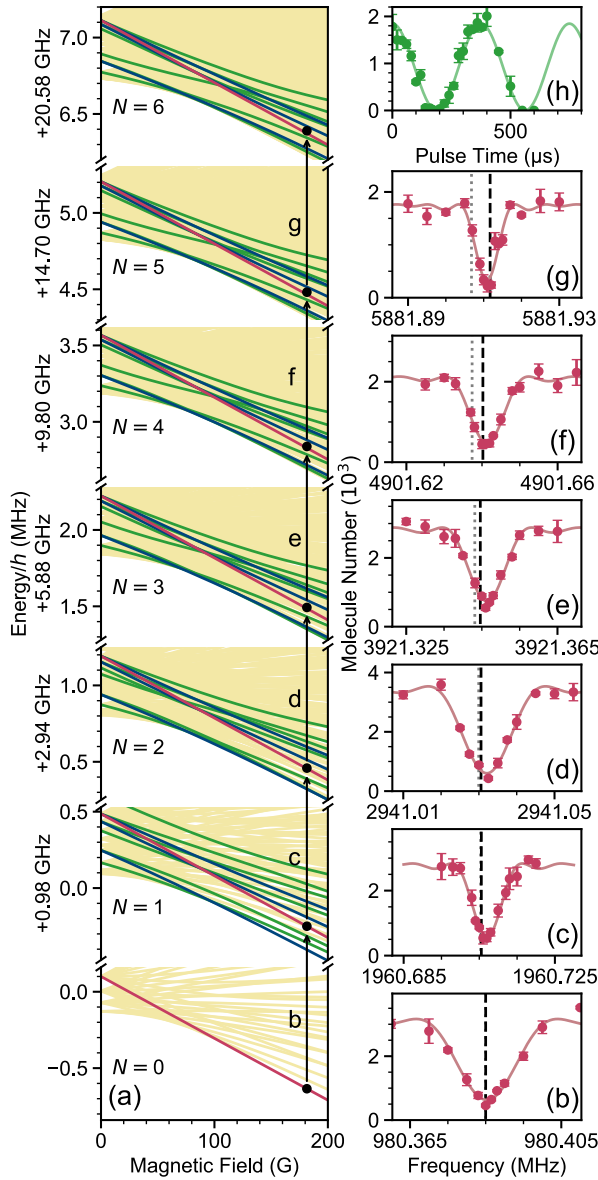 7.0
6.5
+20.58 GHz
N = 6
5.0
4.5
+14.70 GHz
N = 5
g
3.5
3.0
+9.80 GHz
N = 4
f
2.0
1.5
+5.88 GHz
N = 3
e
1.0
0.5
+2.94 GHz
N = 2
d
0.5
0.0
+0.98 GHz
N = 1
c
0.0
−0.5
N = 0
b
(a)
Energy/h (MHz)
0 100 200
Magnetic Field (G)
2
1
0
(h)
0 500
Pulse Time (µs)
2
0
(g)
5881.89 5881.93
2
0
(f)
4901.62 4901.66
2
0
(e)
3921.325 3921.365
4
2
0
(d)
2941.01 2941.05
2
0
(c)
1960.685 1960.725
2
0
(b)
980.365 980.405
Frequency (MHz)
Molecule Number (10³)